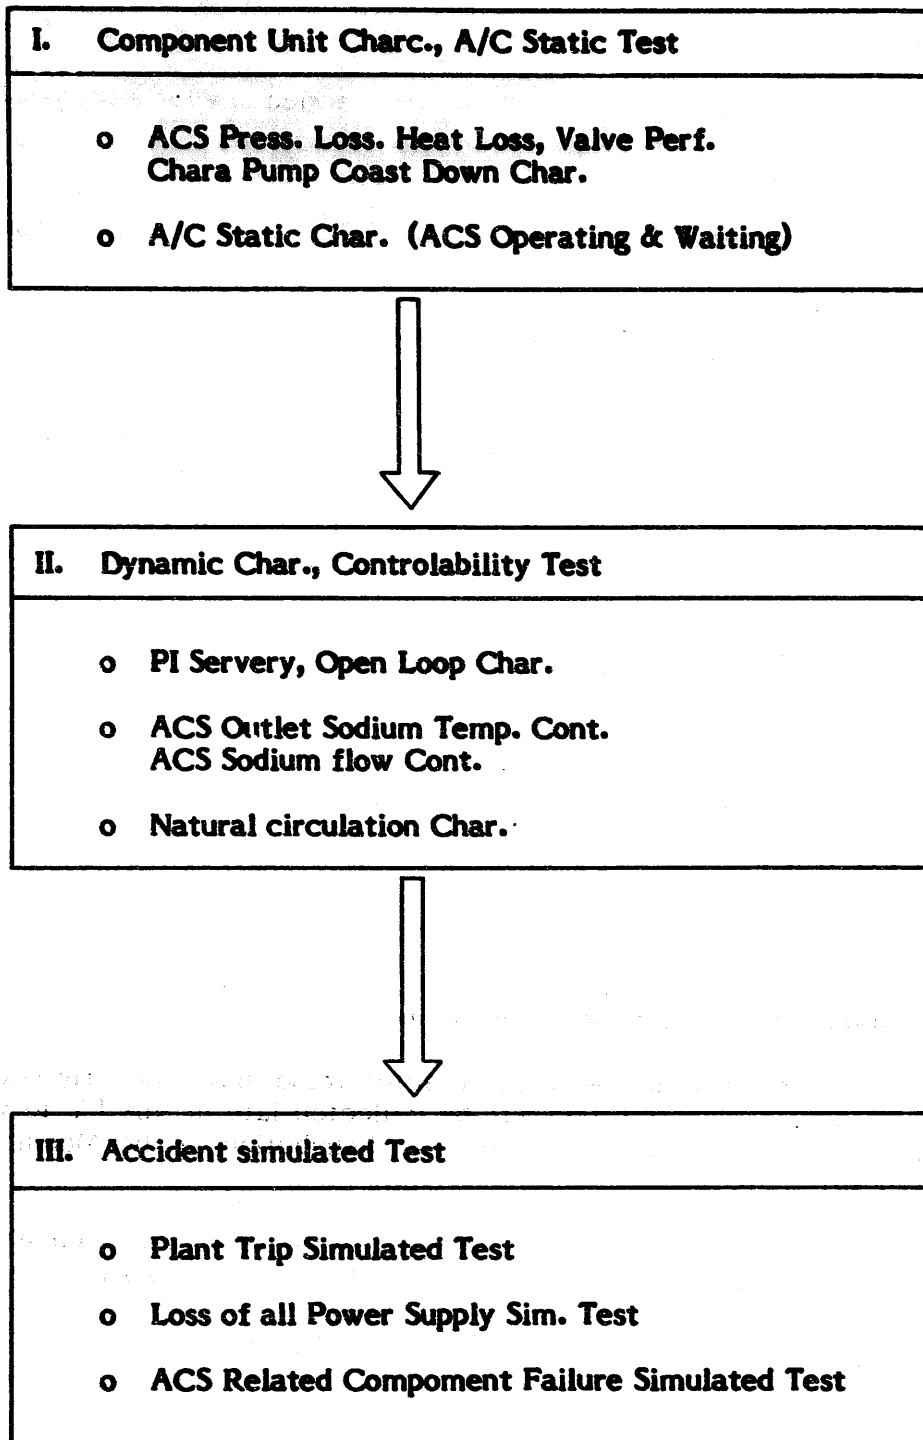 I. Component Unit Charc., A/C Static Test
o ACS Press. Loss. Heat Loss, Valve Perf.
Chara Pump Coast Down Char.
o A/C Static Char. (ACS Operating & Waiting)
II. Dynamic Char., Controlability Test
o PI Servery, Open Loop Char.
o ACS Outlet Sodium Temp. Cont.
ACS Sodium flow Cont.
o Natural circulation Char.
III. Accident simulated Test
o Plant Trip Simulated Test
o Loss of all Power Supply Sim. Test
o ACS Related Compoment Failure Simulated Test